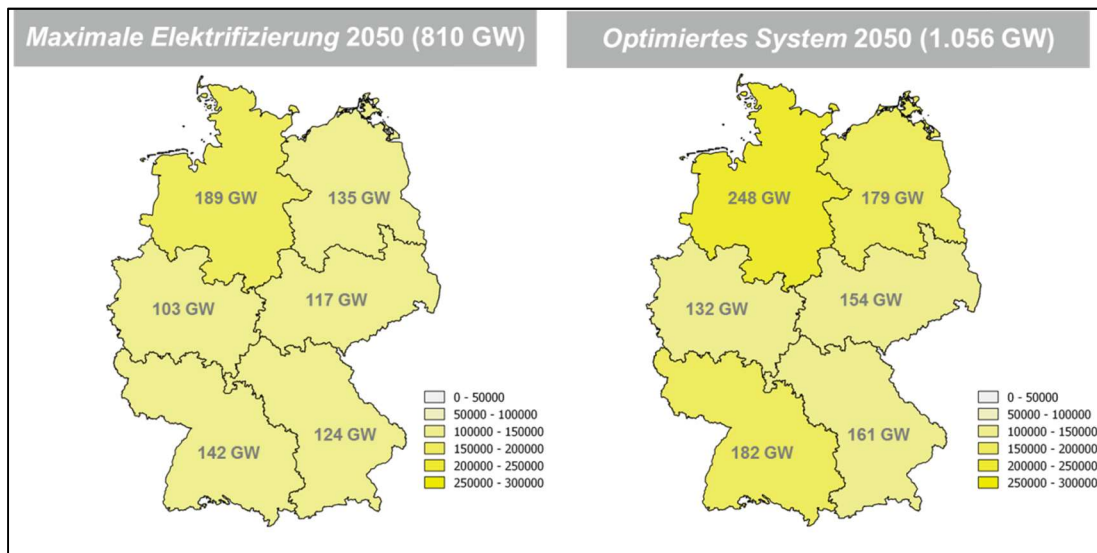 Maximale Elektrifizierung 2050 (810 GW)
189 GW
135 GW
103 GW
117 GW
142 GW
124 GW
0 - 50000
50000 - 100000
100000 - 150000
150000 - 200000
200000 - 250000
250000 - 300000
Optimiertes System 2050 (1.056 GW)
248 GW
179 GW
132 GW
154 GW
182 GW
161 GW
0 - 50000
50000 - 100000
100000 - 150000
150000 - 200000
200000 - 250000
250000 - 300000